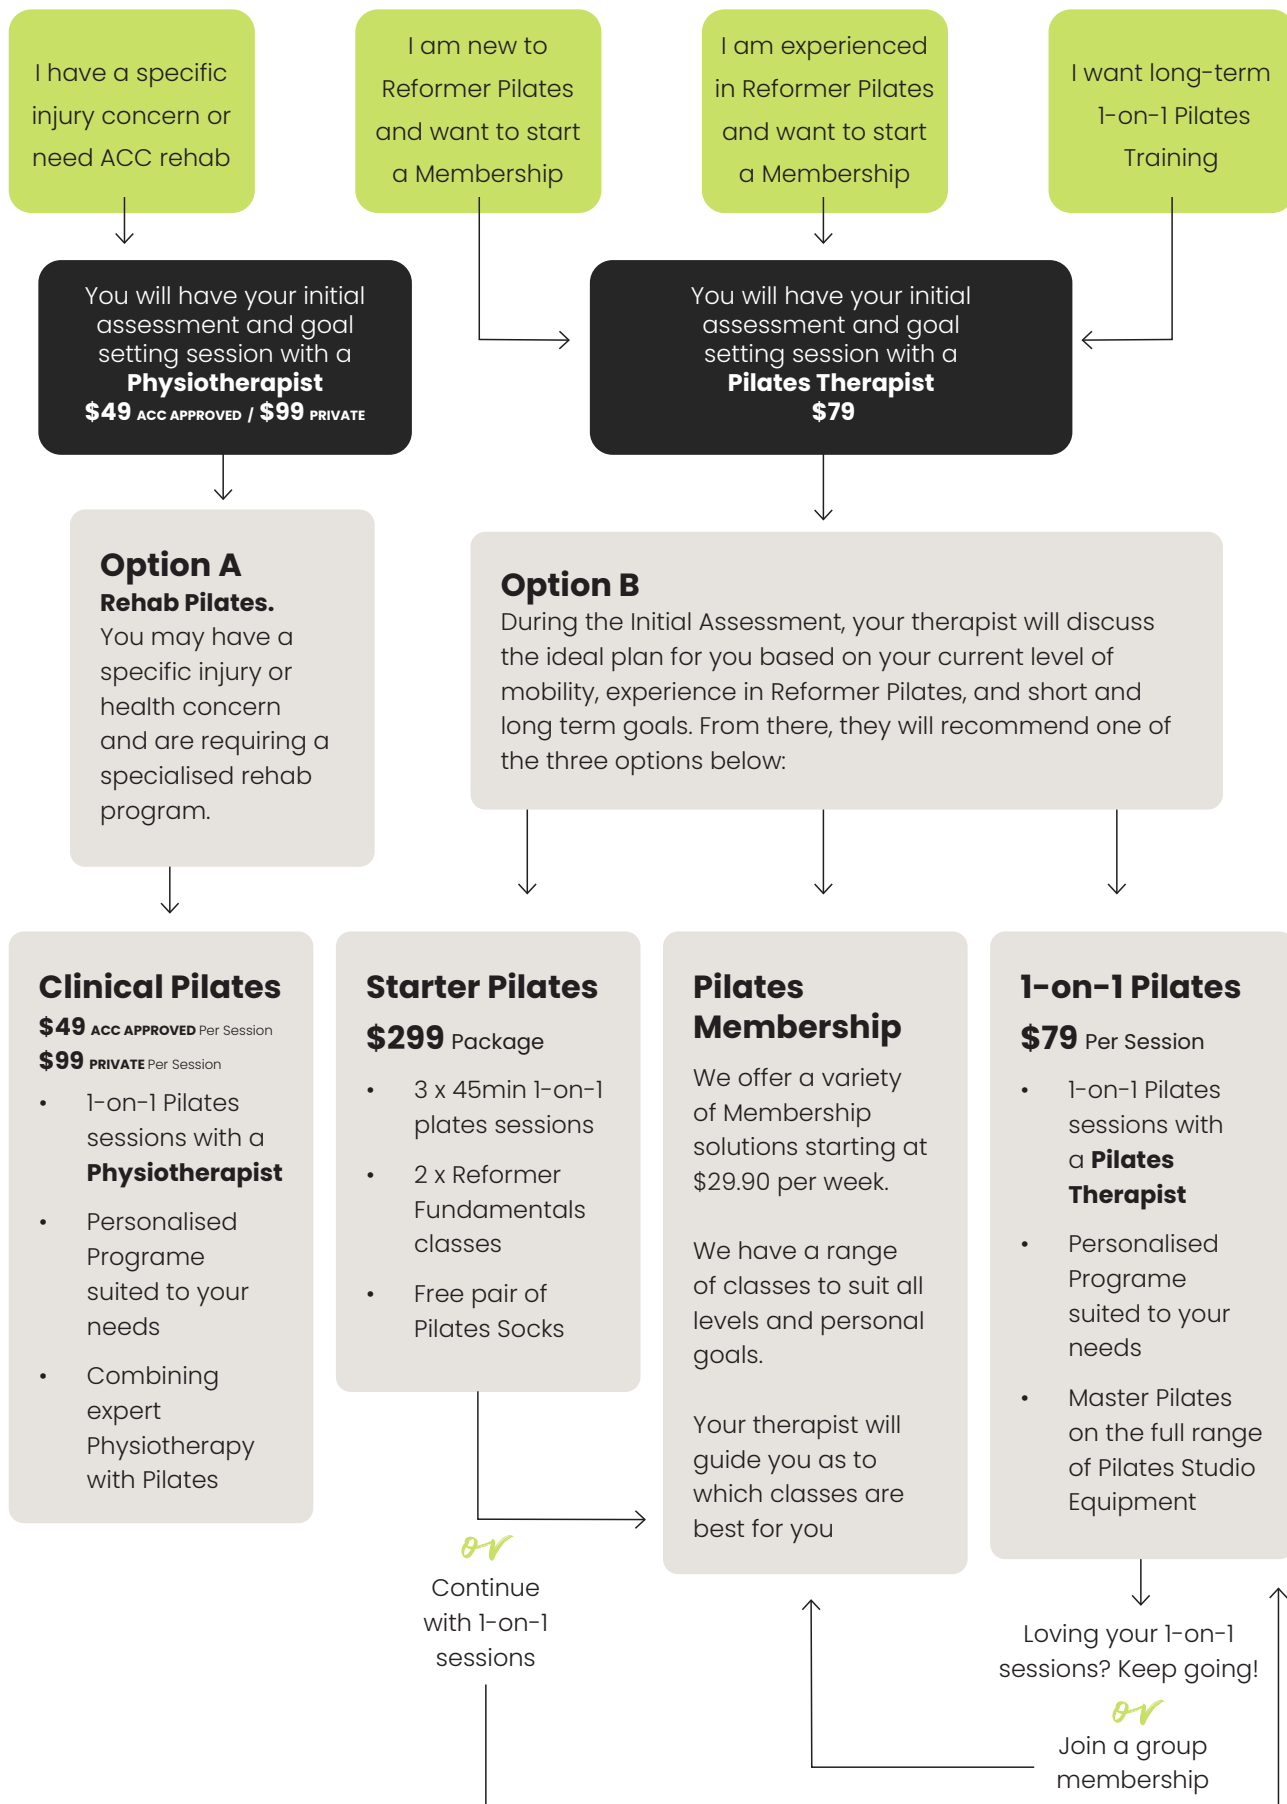 I have a specific
injury concern or
need ACC rehab
I am new to
Reformer Pilates
and want to start
a Membership
I am experienced
in Reformer Pilates
and want to start
a Membership
I want long-term
1-on-1 Pilates
Training
You will have your initial
assessment and goal
setting session with a
Physiotherapist
$49 ACC APPROVED / $99 PRIVATE
You will have your initial
assessment and goal
setting session with a
Pilates Therapist
$79
Option A
Rehab Pilates.
You may have a
specific injury or
health concern
and are requiring a
specialised rehab
program.
Option B
During the Initial Assessment, your therapist will discuss
the ideal plan for you based on your current level of
mobility, experience in Reformer Pilates, and short and
long term goals. From there, they will recommend one of
the three options below:
Clinical Pilates
$49 ACC APPROVED Per Session
$99 PRIVATE Per Session
• 1-on-1 Pilates
sessions with a
Physiotherapist
• Personalised
Programe
suited to your
needs
• Combining
expert
Physiotherapy
with Pilates
Starter Pilates
$299 Package
• 3 x 45min 1-on-1
plates sessions
• 2 x Reformer
Fundamentals
classes
• Free pair of
Pilates Socks
or
Continue
with 1-on-1
sessions
Pilates
Membership
We offer a variety
of Membership
solutions starting at
$29.90 per week.
We have a range
of classes to suit all
levels and personal
goals.
Your therapist will
guide you as to
which classes are
best for you
1-on-1 Pilates
$79 Per Session
• 1-on-1 Pilates
sessions with
a Pilates
Therapist
• Personalised
Programe
suited to your
needs
• Master Pilates
on the full range
of Pilates Studio
Equipment
Loving your 1-on-1
sessions? Keep going!
or
Join a group
membership